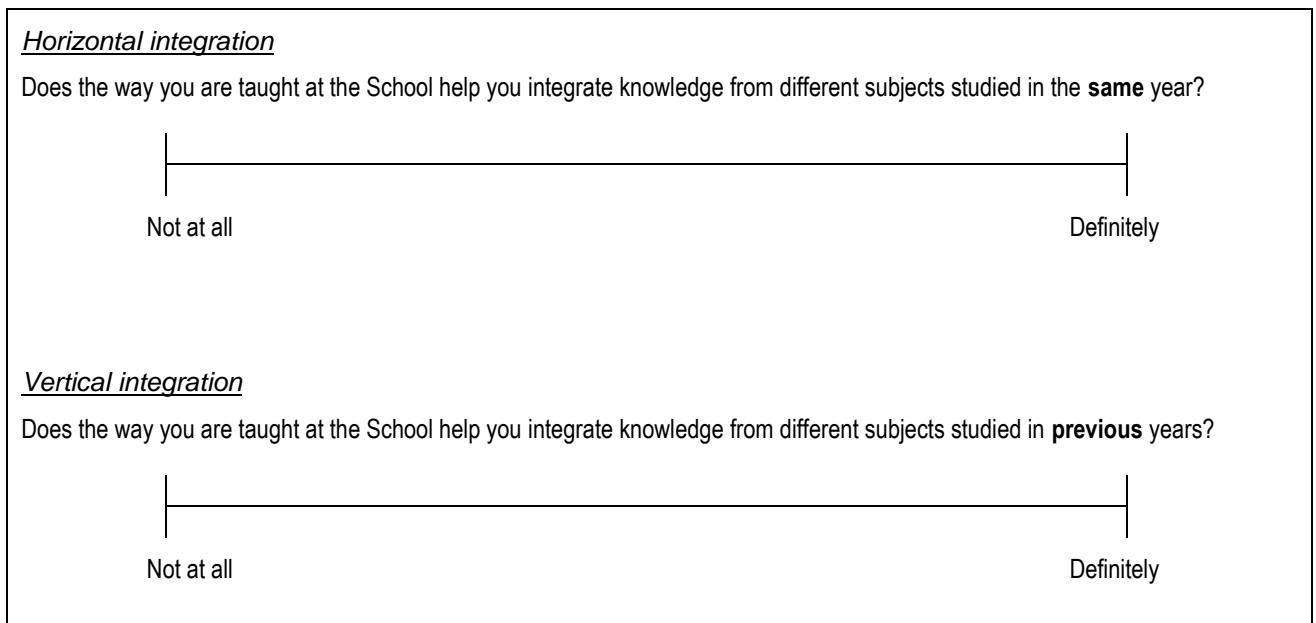 Horizontal integration
Does the way you are taught at the School help you integrate knowledge from different subjects studied in the same year?
Not at all Definitely
Vertical integration
Does the way you are taught at the School help you integrate knowledge from different subjects studied in previous years?
Not at all Definitely